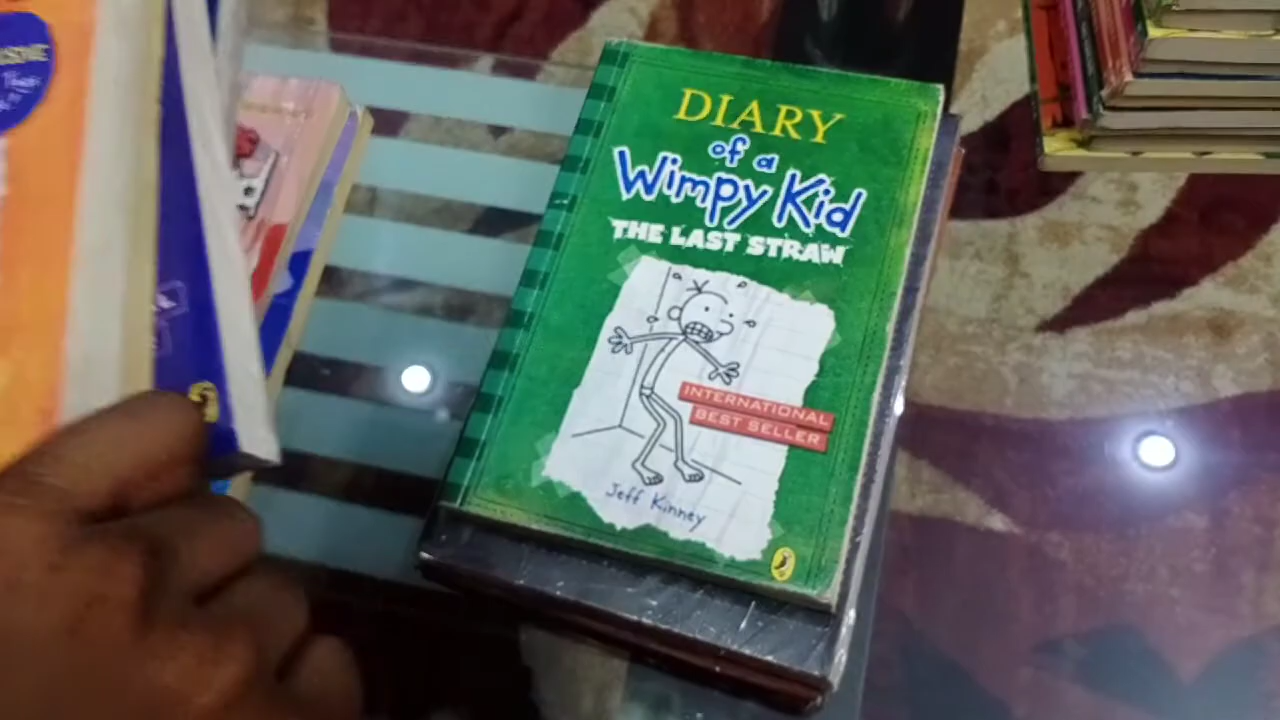 DIARY
of a
Wimpy Kid
THE LAST STRAW
INTERNATIONAL
BEST SELLER
Jeff Kinney